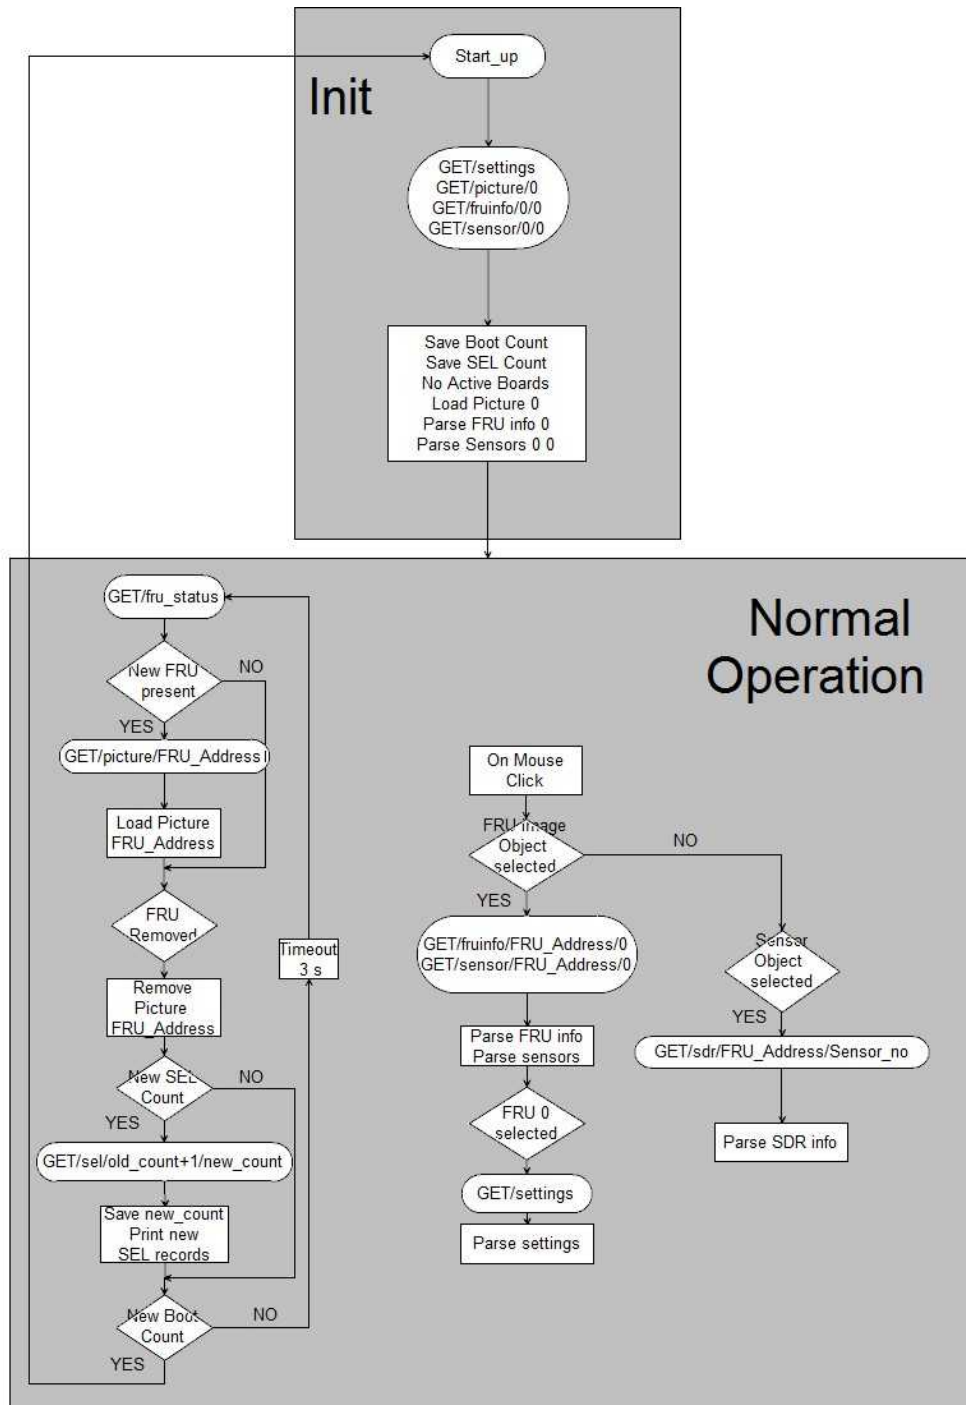 Start_up
Init
GET/settings
GET/picture/0
GET/fruinfo/0/0
GET/sensor/0/0
Save Boot Count
Save SEL Count
No Active Boards
Load Picture 0
Parse FRU info 0
Parse Sensors 0 0
Normal
Operation
GET/fru_status
New FRU
present
NO
YES
GET/picture/FRU_Address
Load Picture
FRU_Address
FRU
Removed
Timeout
3 s
Remove
Picture
FRU_Address
New SEL
Count
NO
YES
GET/sel/old_count+1/new_count
Save new_count
Print new
SEL records
New Boot
Count
NO
YES
On Mouse
Click
FRU image
Object
selected
NO
YES
GET/fruinfo/FRU_Address/0
GET/sensor/FRU_Address/0
Parse FRU info
Parse sensors
FRU 0
selected
GET/settings
Parse settings
Sensor
Object
selected
YES
GET/sdr/FRU_Address/Sensor_no
Parse SDR info